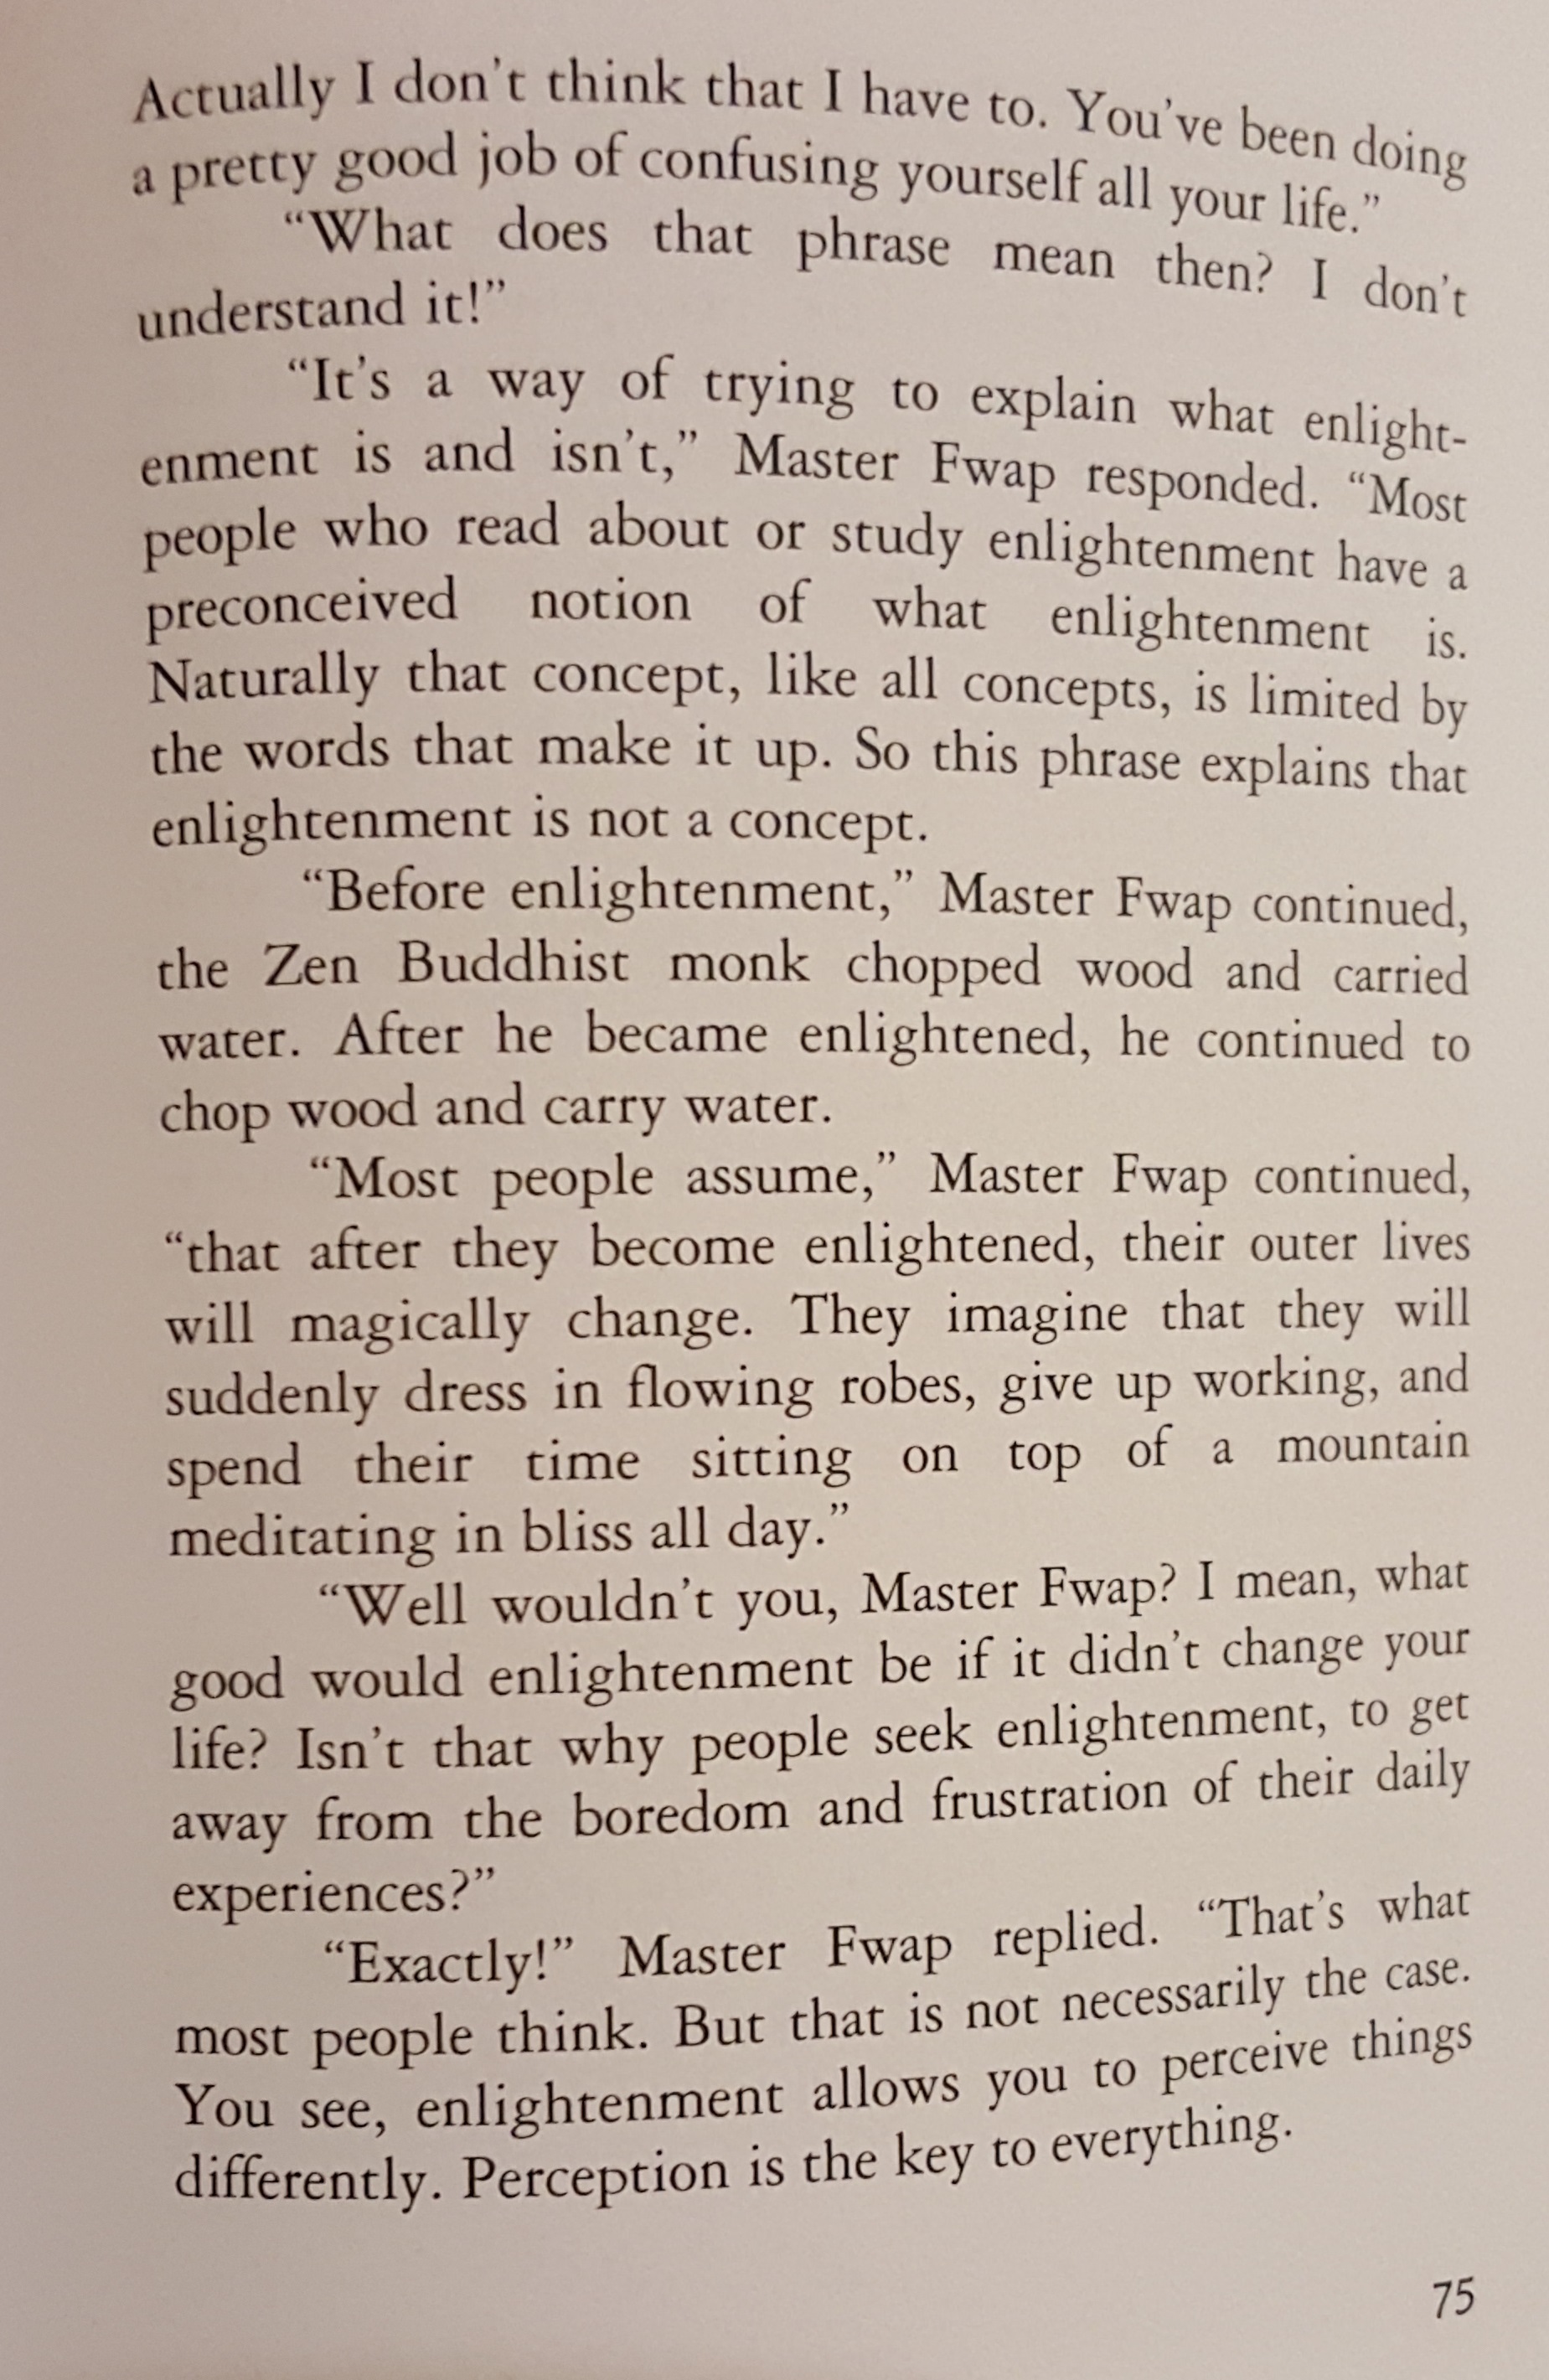 Actually I don't think that I have to. You've been doing
a pretty good job of confusing yourself all your life.”
“What does that phrase mean then? I don't
understand it!”
“It's a way of trying to explain what enlight-
enment is and isn't,” Master Fwap responded. “Most
people who read about or study enlightenment have a
preconceived notion of what enlightenment is.
Naturally that concept, like all concepts, is limited by
the words that make it up. So this phrase explains that
enlightenment is not a concept.
“Before enlightenment,” Master Fwap continued,
the Zen Buddhist monk chopped wood and carried
water. After he became enlightened, he continued to
chop wood and carry water.
“Most people assume,” Master Fwap continued,
“that after they become enlightened, their outer lives
will magically change. They imagine that they will
suddenly dress in flowing robes, give up working, and
spend their time sitting on top of a mountain
meditating in bliss all day.”
“Well wouldn't you, Master Fwap? I mean, what
good would enlightenment be if it didn't change your
life? Isn't that why people seek enlightenment, to get
away from the boredom and frustration of their daily
experiences?”
“Exactly!” Master Fwap replied. “That's what
most people think. But that is not necessarily the case.
You see, enlightenment allows you to perceive things
differently. Perception is the key to everything.
75